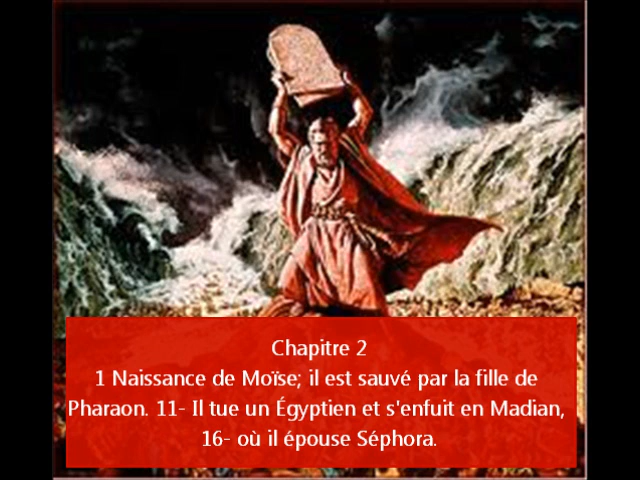 Chapitre 2
1 Naissance de Moïse; il est sauvé par la fille de
Pharaon. 11- Il tue un Égyptien et s'enfuit en Madian,
16- où il épouse Séphora.